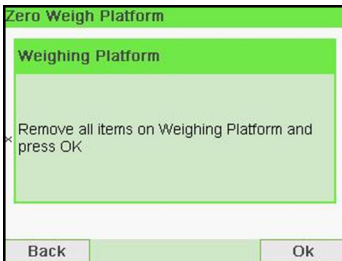 Zero Weigh Platform
Weighing Platform
Remove all items on Weighing Platform and
press OK
Back
Ok